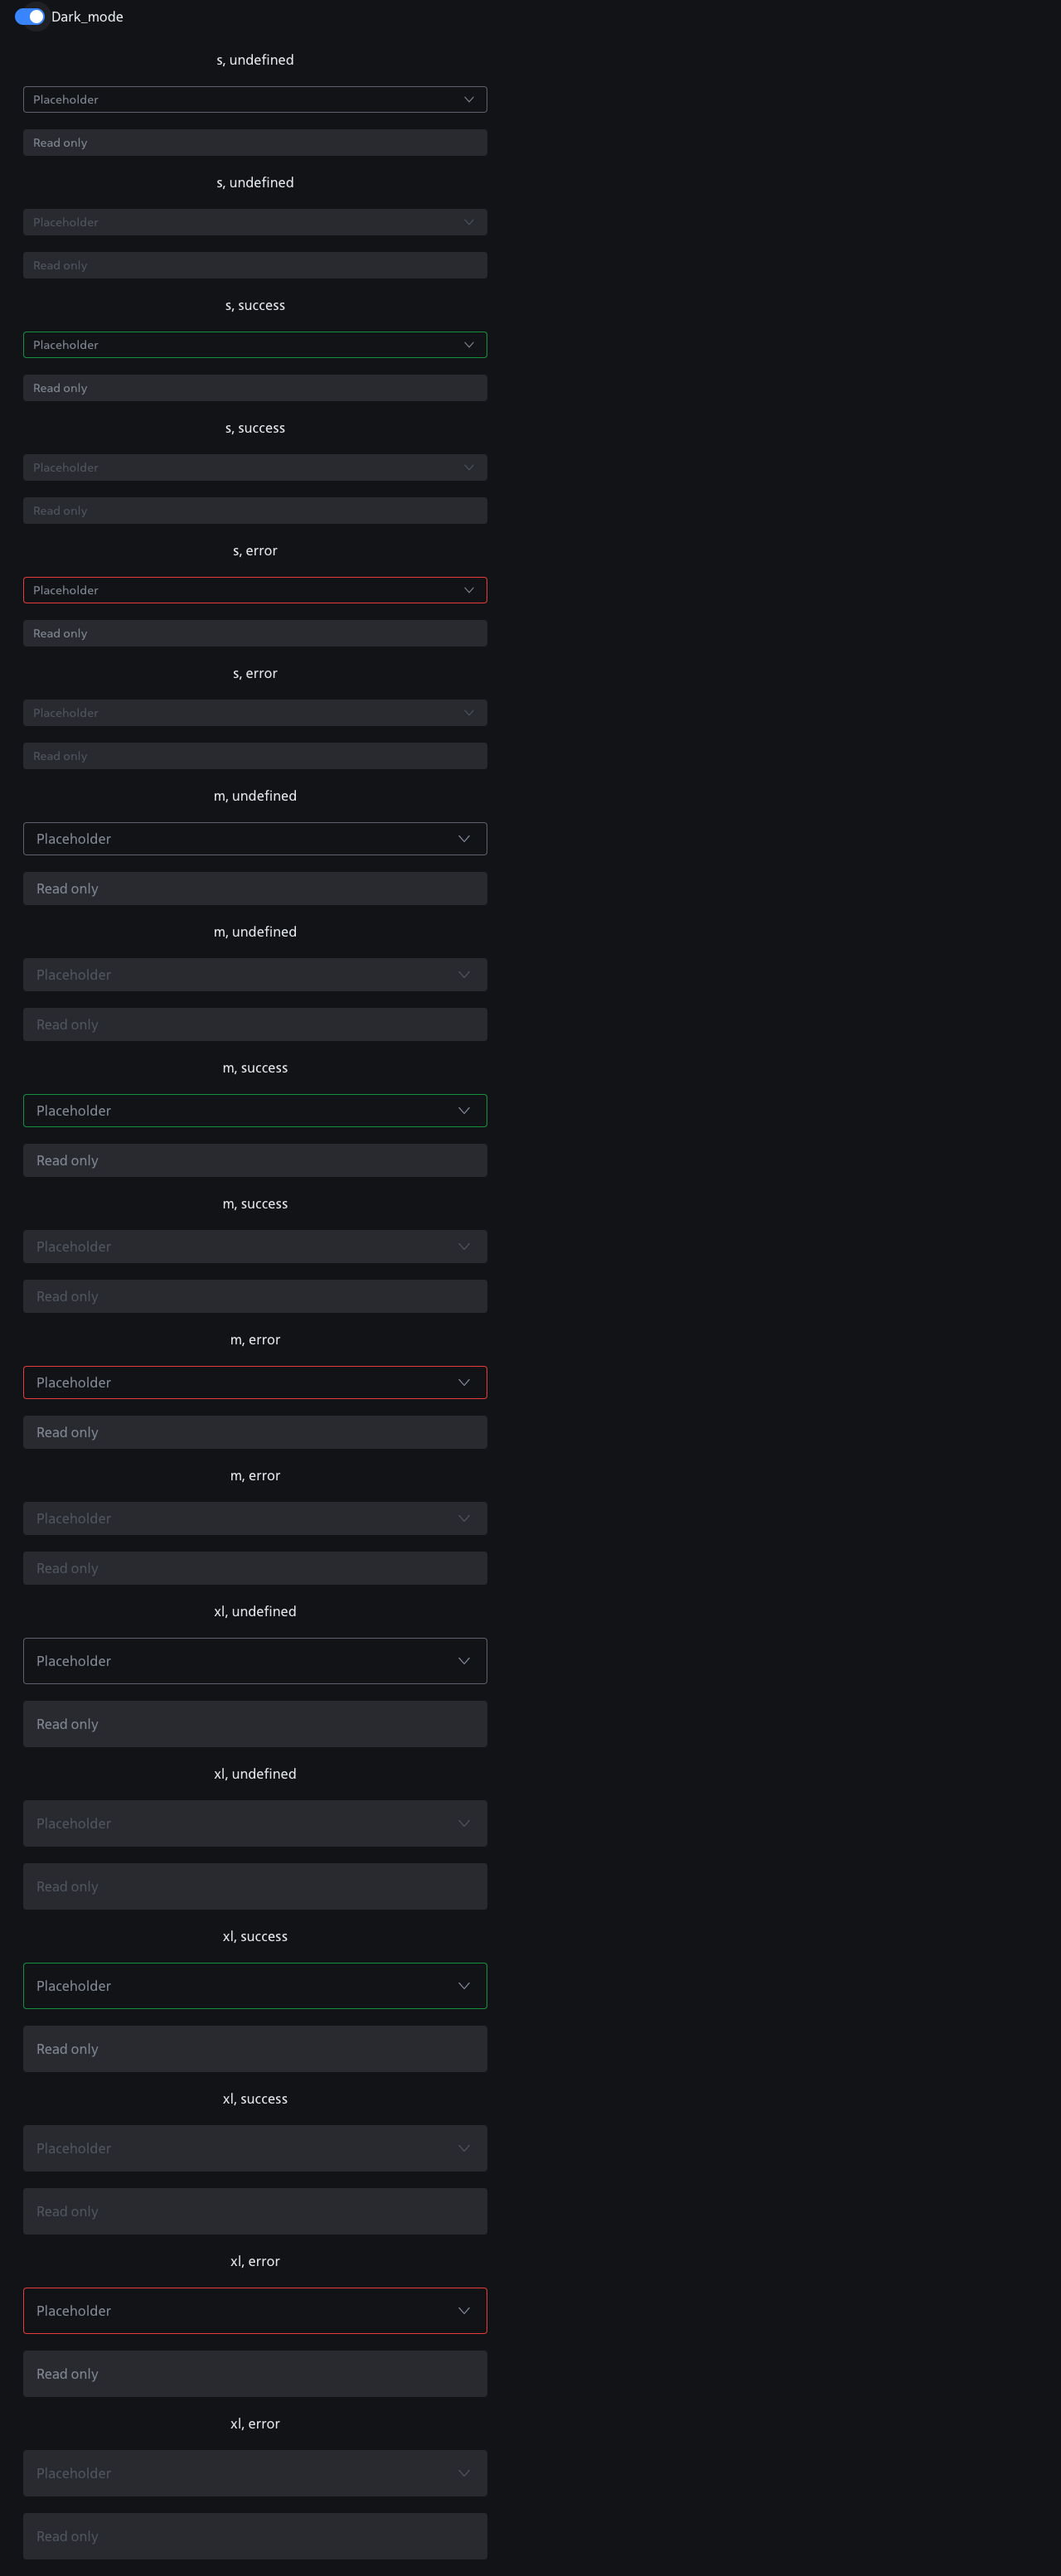 Dark_mode
s, undefined
Placeholder
Read only
s, undefined
Placeholder
Read only
s, success
Placeholder
Read only
s, success
Placeholder
Read only
s, error
Placeholder
Read only
s, error
Placeholder
Read only
m, undefined
Placeholder
Read only
m, undefined
Placeholder
Read only
m, success
Placeholder
Read only
m, success
Placeholder
Read only
m, error
Placeholder
Read only
m, error
Placeholder
Read only
xl, undefined
Placeholder
Read only
xl, undefined
Placeholder
Read only
xl, success
Placeholder
Read only
xl, success
Placeholder
Read only
xl, error
Placeholder
Read only
xl, error
Placeholder
Read only